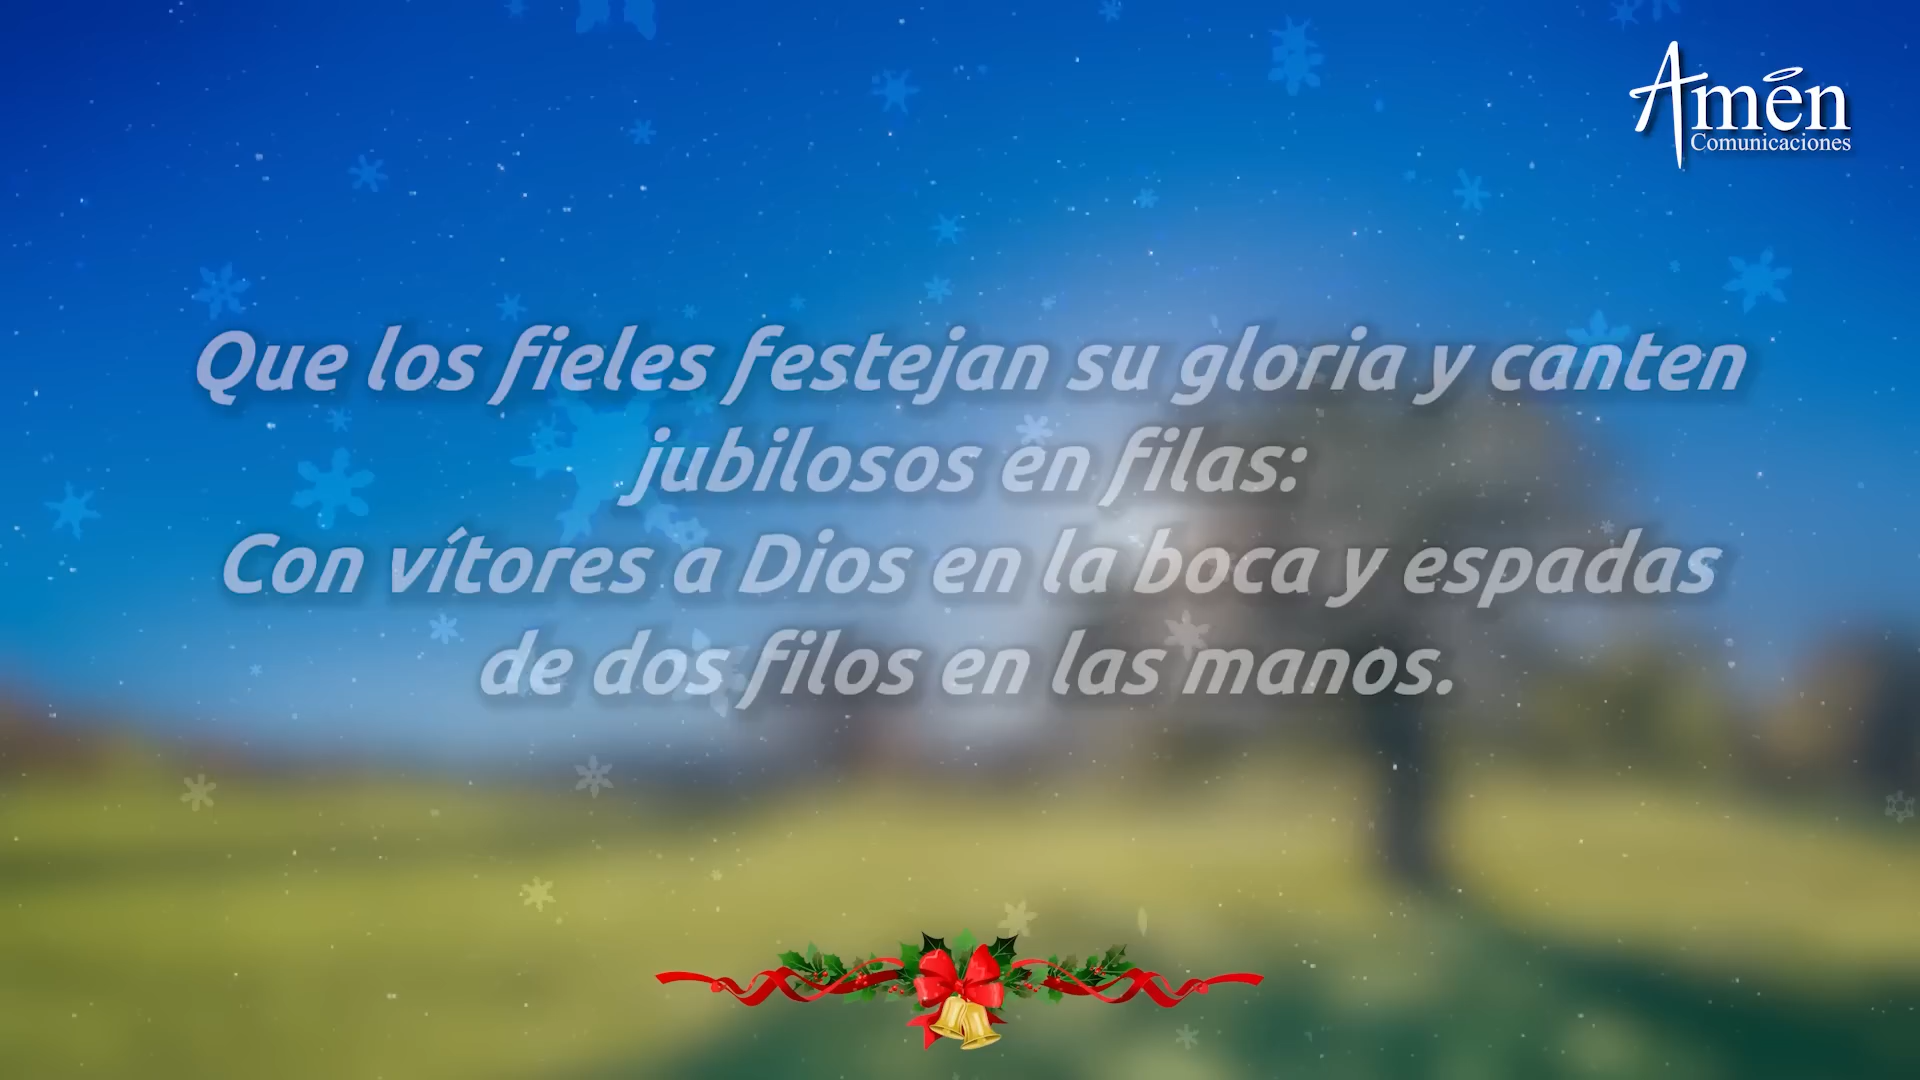 Amén
Comunicaciones
Que los fieles festejan su gloria y canten
jubilosos en filas:
Con vítores a Dios en la boca y espadas
de dos filos en las manos.